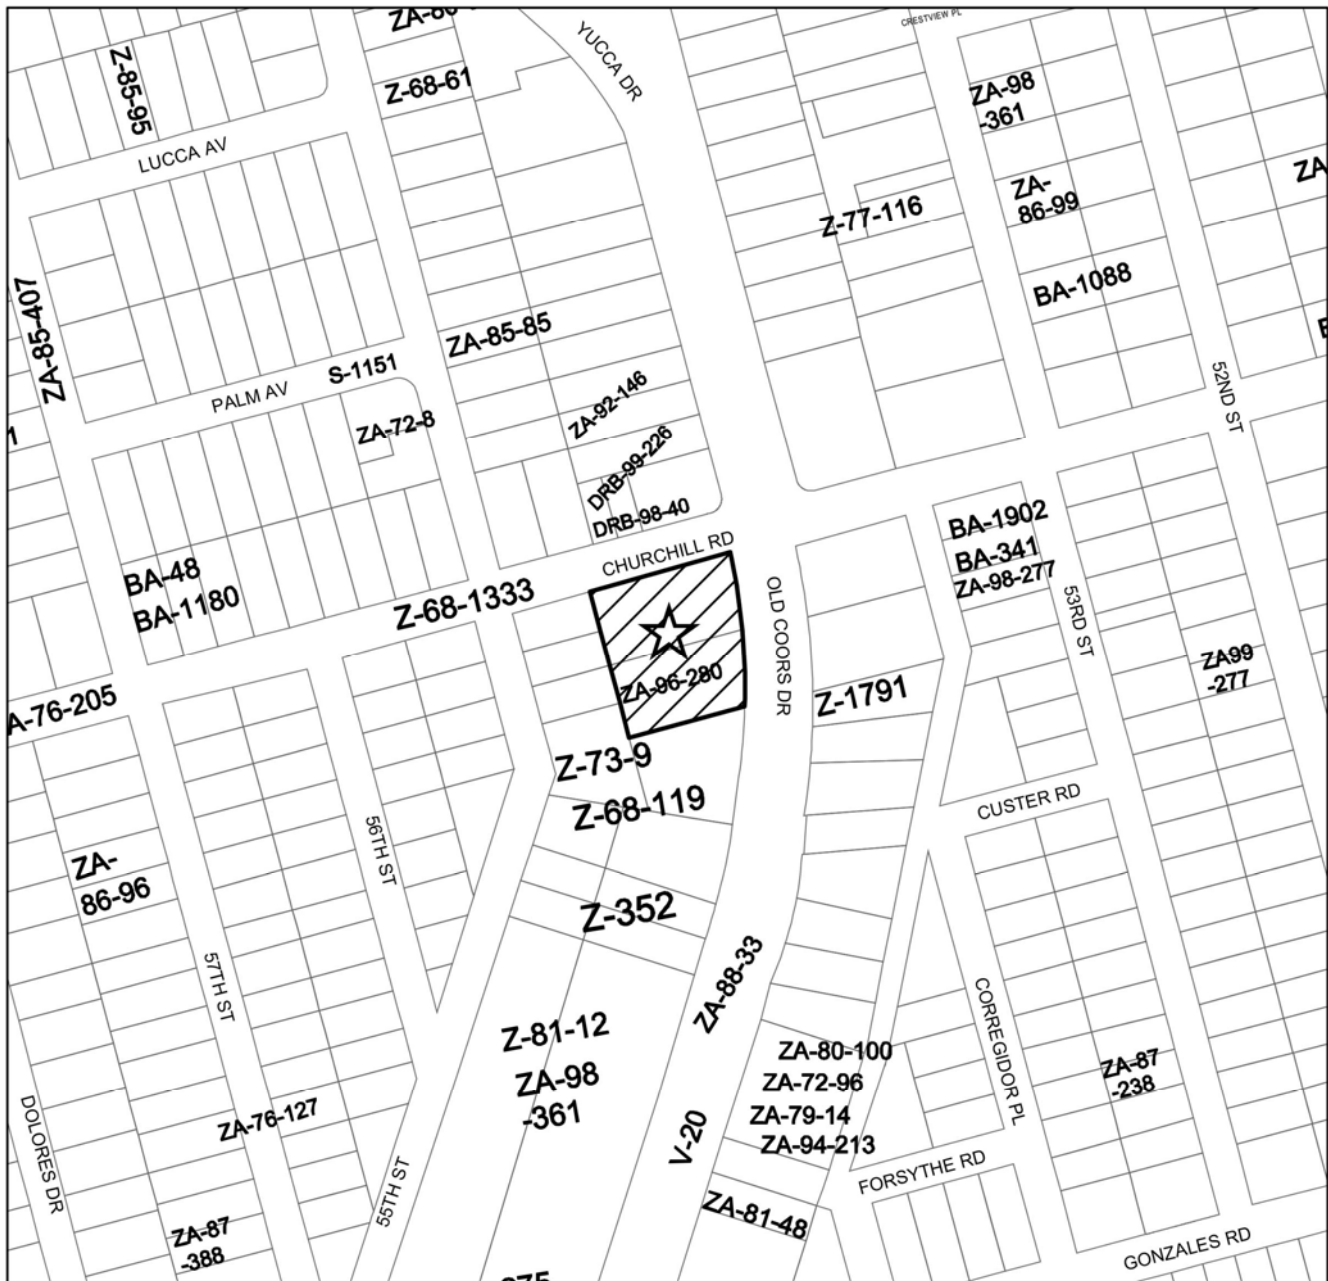 CRESTVIEW PL
Z-85-95
Z-68-61
YUCCA DR
ZA-98
-361
LUCCA AV
ZA
ZA-
86-99
Z-77-116
BA-1088
ZA-85-407
ZA-85-85
S-1151
PALM AV
52ND ST
ZA-92-146
ZA-72-8
1
DRB-99-226
DRB-98-40
BA-1902
BA-341
ZA-98-277
CHURCHILL RD
BA-48
BA-1180
Z-68-1333
OLD COORS DR
53RD ST
ZA99
-277
ZA-96-280
A-76-205
Z-1791
Z-73-9
Z-68-119
CUSTER RD
56TH ST
ZA-
86-96
Z-352
57TH ST
ZA-88-33
CORREGIDOR PL
Z-81-12
ZA-98
-361
ZA-80-100
ZA-72-96
ZA-79-14
ZA-94-213
ZA-87
-238
ZA-76-127
V-20
DOLORES DR
55TH ST
FORSYTHE RD
ZA-81-48
ZA-87
-388
GONZALES RD